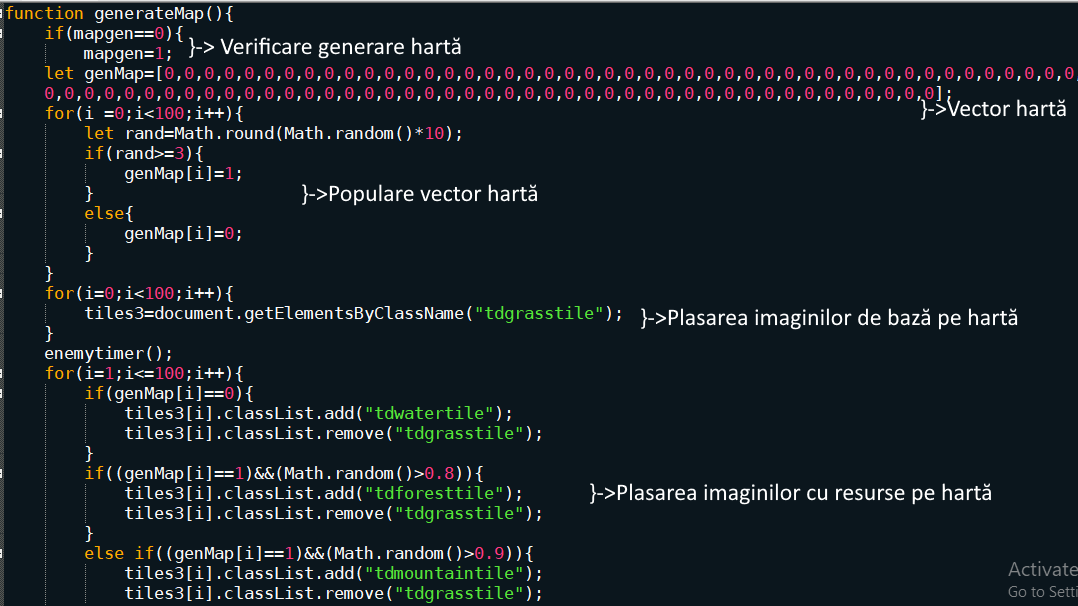 function generateMap(){
if(mapgen==0){
mapgen=1; }-> Verificare generare hartă
let genMap=[0,0,0,0,0,0,0,0,0,0,0,0,0,0,0,0,0,0,0,0,0,0,0,0,0,0,0,0,0,0,0,0,0,0,0,0,0,0,0,0,0,0,0,0,0,0
0,0,0,0,0,0,0,0,0,0,0,0,0,0,0,0,0,0,0,0,0,0,0,0,0,0,0,0,0,0,0,0,0,0,0,0,0,0,0,0,0,0,0,0,0];
for(i =0;i<100;i++){ }->Vector hartă
let rand=Math.round(Math.random()*10);
if(rand>=3){
genMap[i]=1;
} }->Populare vector hartă
else{
genMap[i]=0;
}
}
for(i=0;i<100;i++){
tiles3=document.getElementsByClassName("tdgrasstile"); }->Plasarea imaginilor de bază pe hartă
}
enemytimer();
for(i=1;i<=100;i++){
if(genMap[i]==0){
tiles3[i].classList.add("tdwatertile");
tiles3[i].classList.remove("tdgrasstile");
}
if((genMap[i]==1)&&(Math.random()>0.8)){
tiles3[i].classList.add("tdforesttile"); }->Plasarea imaginilor cu resurse pe hartă
tiles3[i].classList.remove("tdgrasstile");
}
else if((genMap[i]==1)&&(Math.random()>0.9)){
tiles3[i].classList.add("tdmountaintile");
tiles3[i].classList.remove("tdgrasstile");
Activate
Go to Setti